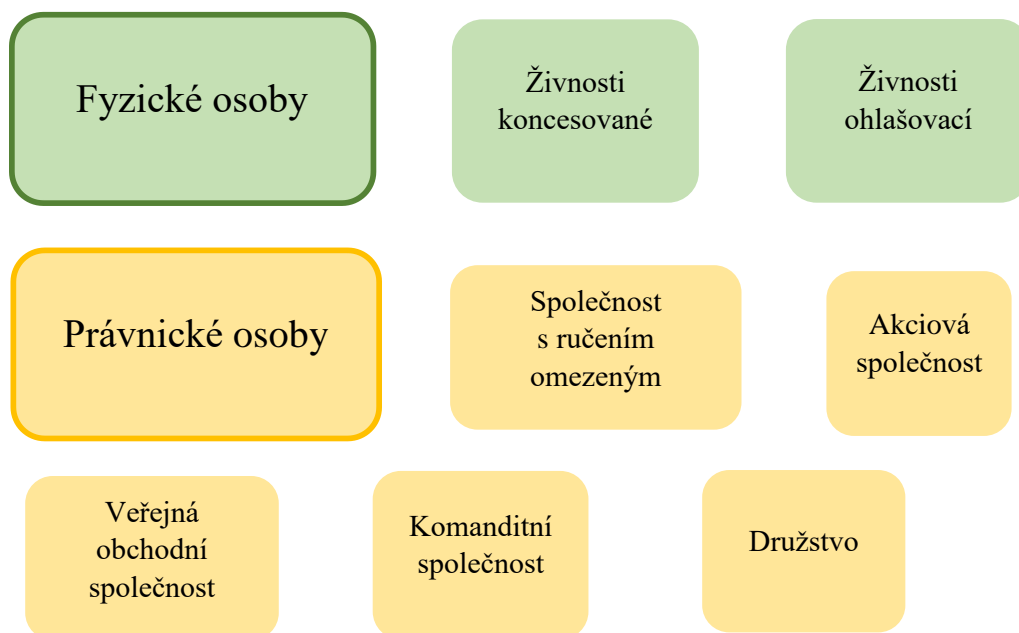 Fyzické osoby
Živnosti
koncesované
Živnosti
ohlašovací
Právnické osoby
Společnost
s ručením
omezeným
Akciová
společnost
Veřejná
obchodní
společnost
Komanditní
společnost
Družstvo